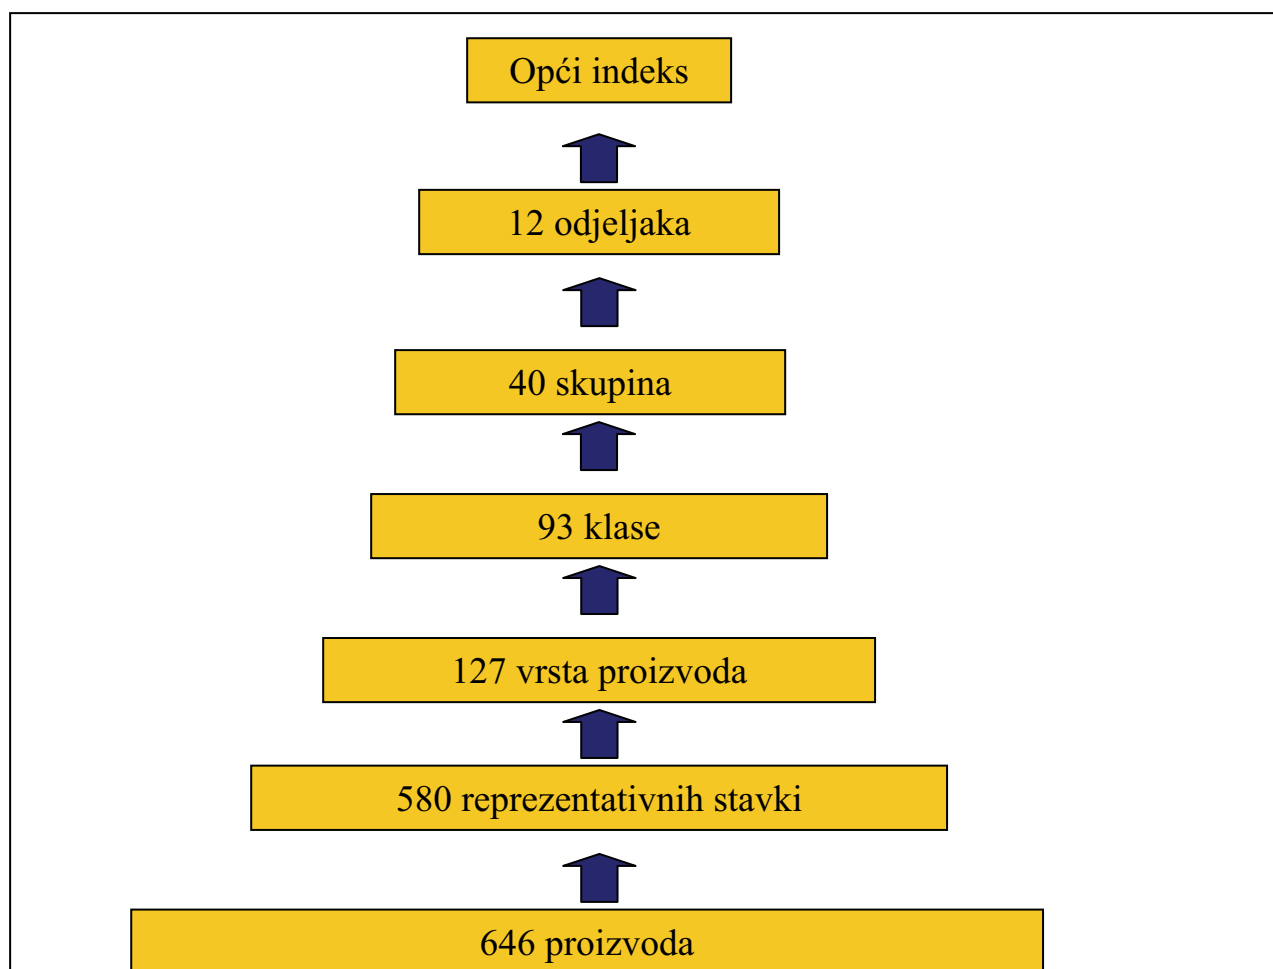 Opći indeks
12 odjeljaka
40 skupina
93 klase
127 vrsta proizvoda
580 reprezentativnih stavki
646 proizvoda